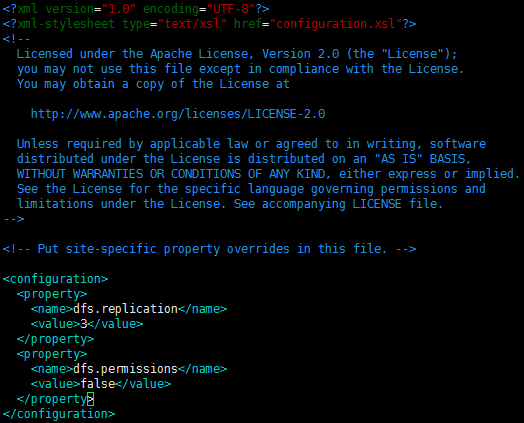 <?xml version="1.0" encoding="UTF-8"?>
<?xml-stylesheet type="text/xsl" href="configuration.xsl"?>
<!--
  Licensed under the Apache License, Version 2.0 (the "License");
  you may not use this file except in compliance with the License.
  You may obtain a copy of the License at

    http://www.apache.org/licenses/LICENSE-2.0

  Unless required by applicable law or agreed to in writing, software
  distributed under the License is distributed on an "AS IS" BASIS,
  WITHOUT WARRANTIES OR CONDITIONS OF ANY KIND, either express or implied.
  See the License for the specific language governing permissions and
  limitations under the License. See accompanying LICENSE file.
-->

<!-- Put site-specific property overrides in this file. -->

<configuration>
  <property>
    <name>dfs.replication</name>
    <value>3</value>
  </property>
  <property>
    <name>dfs.permissions</name>
    <value>false</value>
  </property>
</configuration>